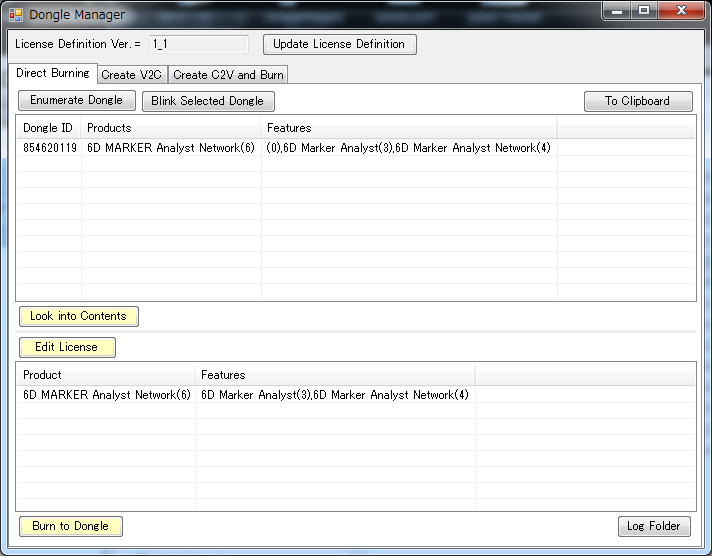 Dongle Manager
License Definition Ver. = 1_1 Update License Definition
Direct Burning Create V2C Create C2V and Burn
Enumerate Dongle Blink Selected Dongle To Clipboard
Dongle ID Products Features
854620119 6D MARKER Analyst Network(6) (0),6D Marker Analyst(3),6D Marker Analyst Network(4)
Look into Contents
Edit License
Product Features
6D MARKER Analyst Network(6) 6D Marker Analyst(3),6D Marker Analyst Network(4)
Burn to Dongle Log Folder